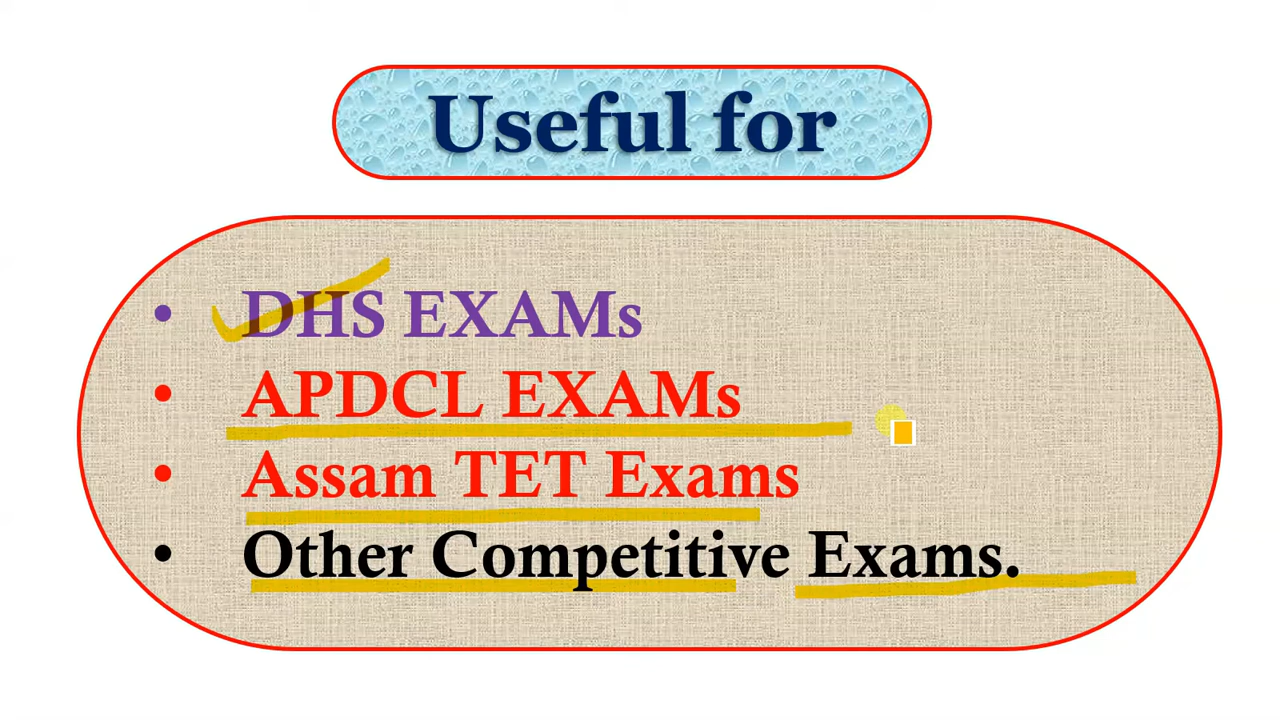 Useful for
• DHS EXAMs
• APDCL EXAMs
• Assam TET Exams
• Other Competitive Exams.